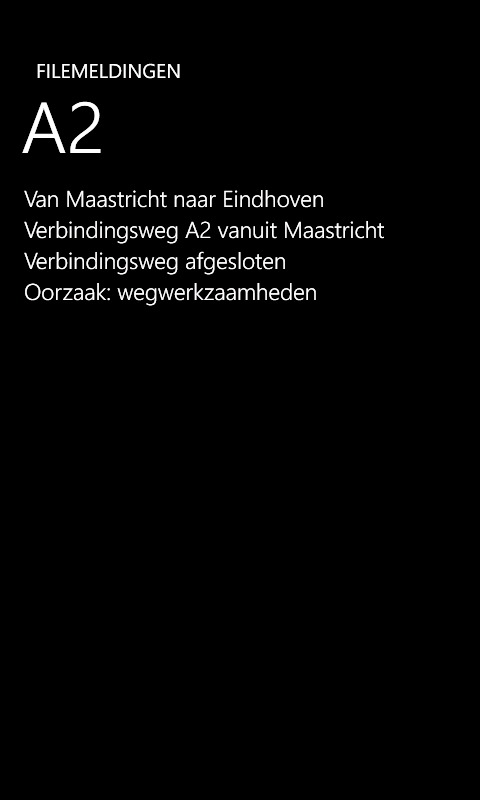 FILEMELDINGEN
A2
Van Maastricht naar Eindhoven
Verbindingsweg A2 vanuit Maastricht
Verbindingsweg afgesloten
Oorzaak: wegwerkzaamheden